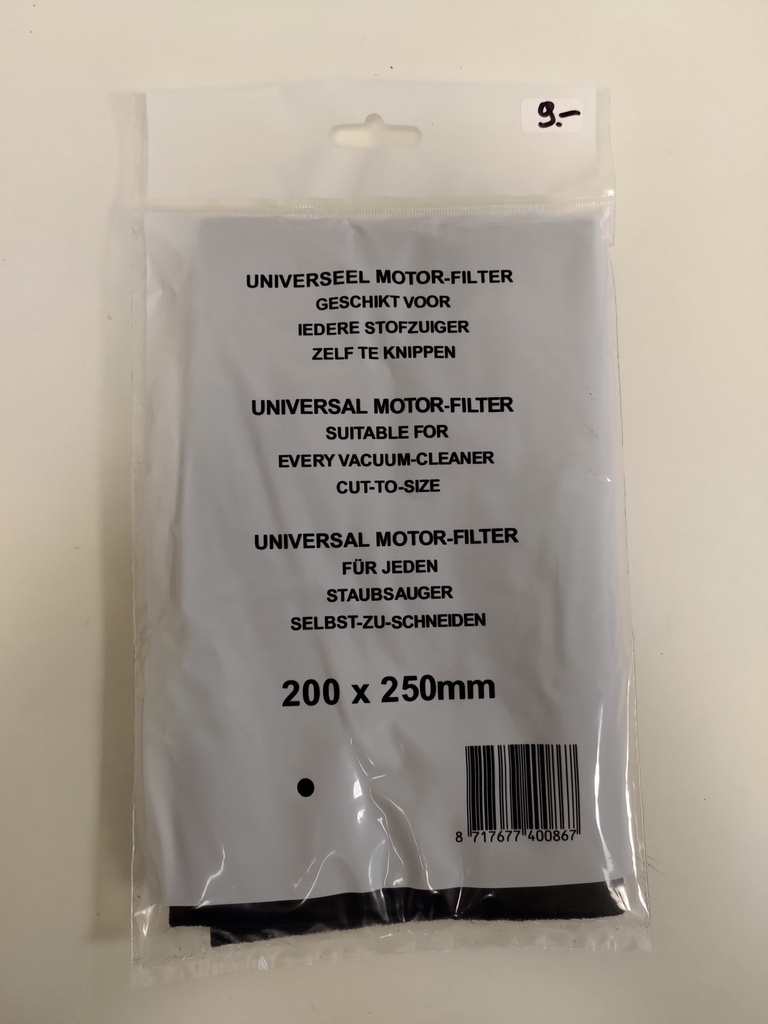 9.-
UNIVERSEEL MOTOR-FILTER
GESCHIKT VOOR
IEDERE STOFZUIGER
ZELF TE KNIPPEN
UNIVERSAL MOTOR-FILTER
SUITABLE FOR
EVERY VACUUM-CLEANER
CUT-TO-SIZE
UNIVERSAL MOTOR-FILTER
FÜR JEDEN
STAUBSAUGER
SELBST-ZU-SCHNEIDEN
200 x 250mm
8 717677 400867